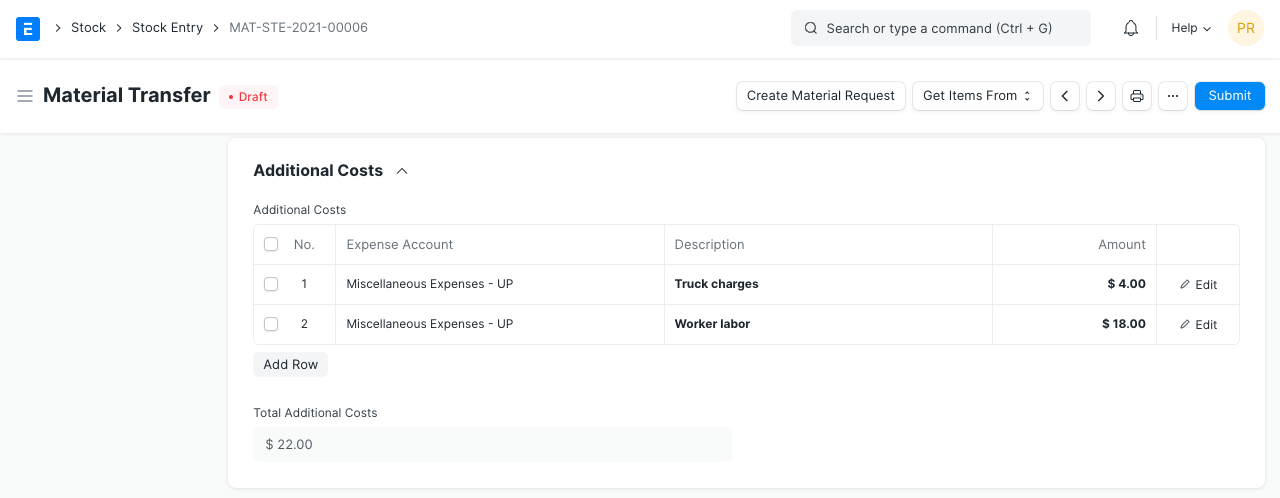 E Stock Stock Entry MAT-STE-2021-00006 Search or type a command (Ctrl + G) Help PR
Material Transfer • Draft Create Material Request Get Items From ··· Submit
Additional Costs
Additional Costs
No. Expense Account Description Amount
1 Miscellaneous Expenses - UP Truck charges $ 4.00 Edit
2 Miscellaneous Expenses - UP Worker labor $ 18.00 Edit
Add Row
Total Additional Costs
$ 22.00